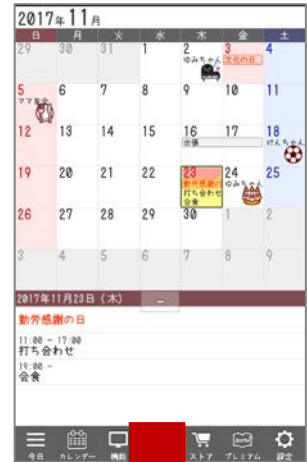 2017年 11月
日 月 火 水 木 金 土
29 30 31 1 2 3 4
ゆみちゃん 文化の日
5 6 7 8 9 10 11
ママ友会
12 13 14 15 16 17 18
出張 けんちゃん
19 20 21 22 23 24 25
勤労感謝の ゆみちゃん
打ち合わせ
会食
26 27 28 29 30 1 2
3 4 5 6 7 8 9
2017年11月23日 (木)
勤労感謝の日
11:00 - 17:00
打ち合わせ
19:00 -
会食
今日 カレンダー 機能 ストア プレミアム 設定